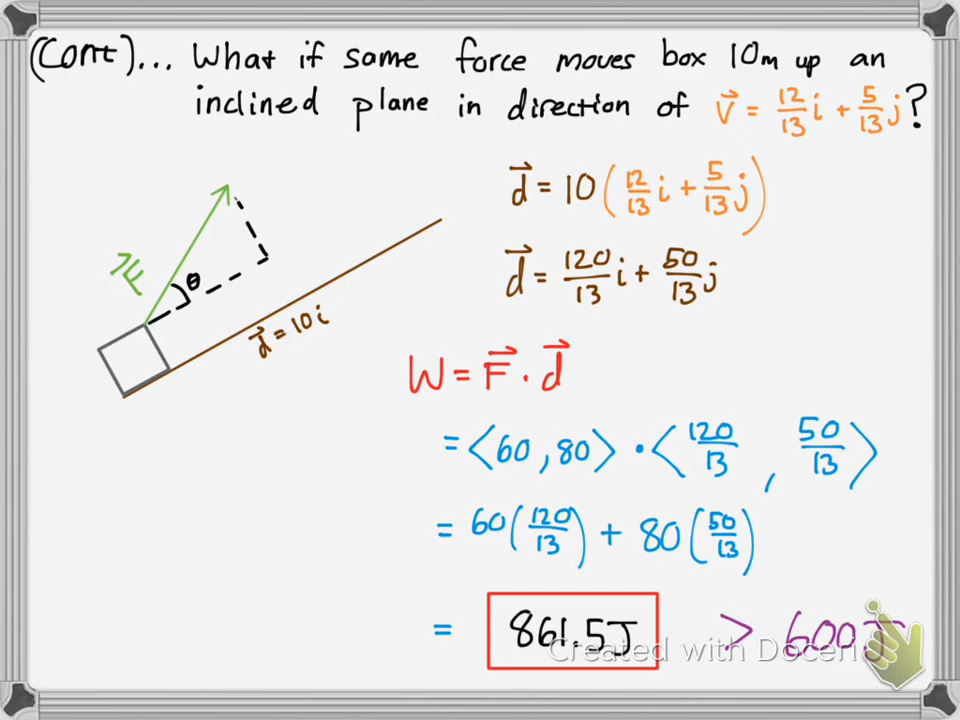 (Cont)... What if same force moves box 10m up an
inclined plane in direction of v⃗ = 12/13 i + 5/13 j?
d⃗ = 10(12/13 i + 5/13 j)
d⃗ = 120/13 i + 50/13 j
F⃗
θ
d⃗ = 10i
W = F⃗ · d⃗
= <60, 80> · <120/13, 50/13>
= 60(120/13) + 80(50/13)
= 861.5J > 600J
Created with Doceri